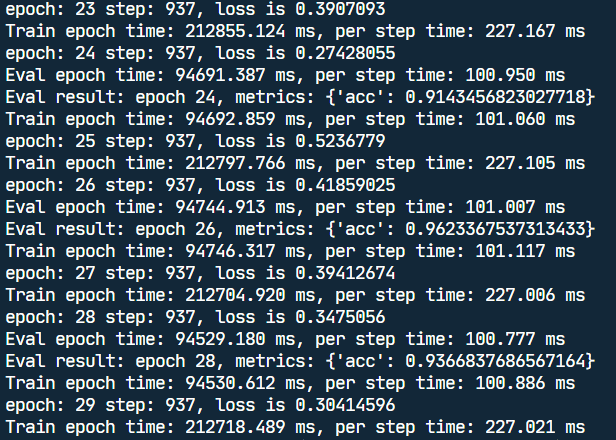 epoch: 23 step: 937, loss is 0.3907093
Train epoch time: 212855.124 ms, per step time: 227.167 ms
epoch: 24 step: 937, loss is 0.27428055
Eval epoch time: 94691.387 ms, per step time: 100.950 ms
Eval result: epoch 24, metrics: {'acc': 0.9143456823027718}
Train epoch time: 94692.859 ms, per step time: 101.060 ms
epoch: 25 step: 937, loss is 0.5236779
Train epoch time: 212797.766 ms, per step time: 227.105 ms
epoch: 26 step: 937, loss is 0.41859025
Eval epoch time: 94744.913 ms, per step time: 101.007 ms
Eval result: epoch 26, metrics: {'acc': 0.9623367537313433}
Train epoch time: 94746.317 ms, per step time: 101.117 ms
epoch: 27 step: 937, loss is 0.39412674
Train epoch time: 212704.920 ms, per step time: 227.006 ms
epoch: 28 step: 937, loss is 0.3475056
Eval epoch time: 94529.180 ms, per step time: 100.777 ms
Eval result: epoch 28, metrics: {'acc': 0.9366837686567164}
Train epoch time: 94530.612 ms, per step time: 100.886 ms
epoch: 29 step: 937, loss is 0.30414596
Train epoch time: 212718.489 ms, per step time: 227.021 ms